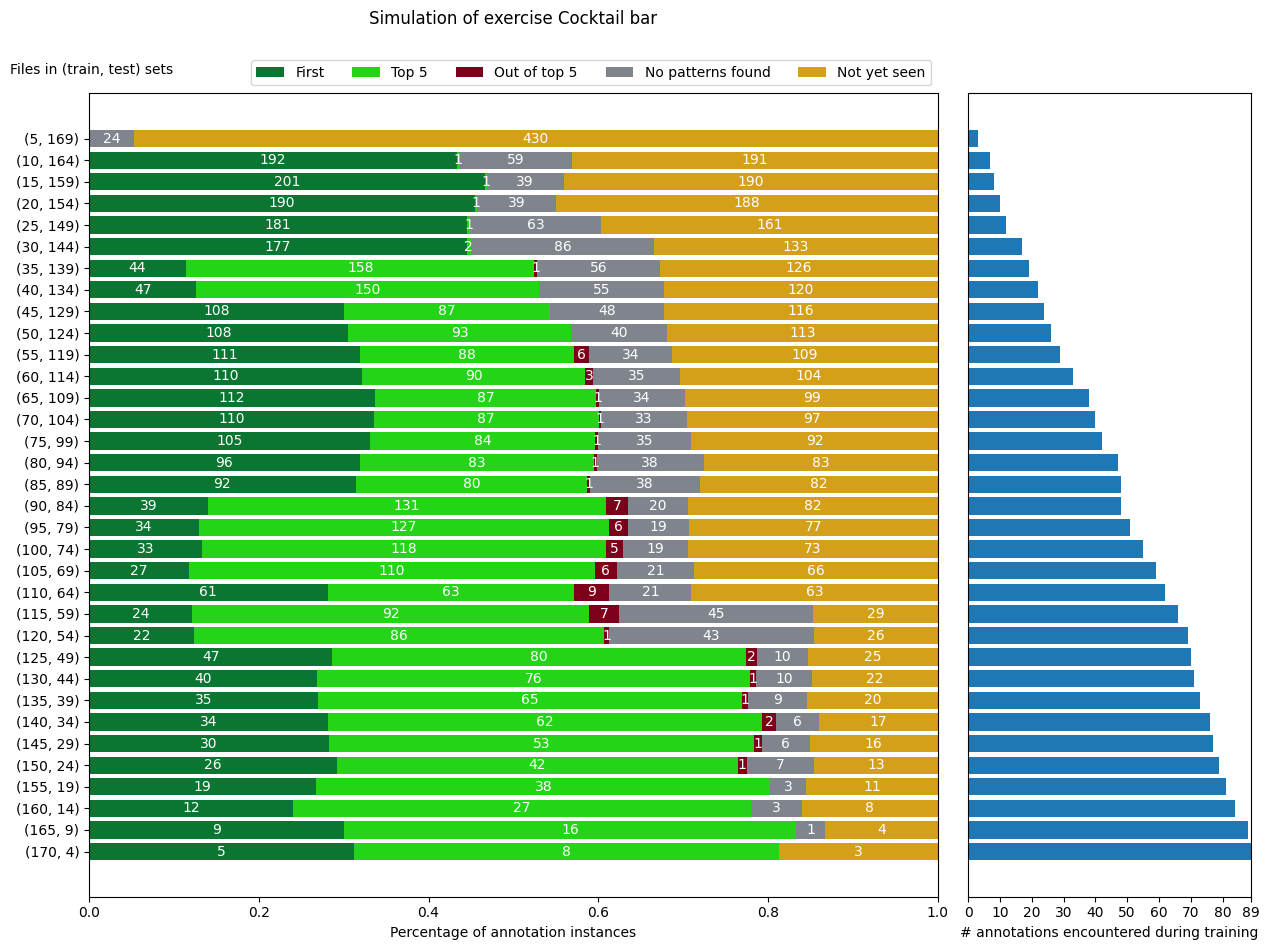 Simulation of exercise Cocktail bar
Files in (train, test) sets
First Top 5 Out of top 5 No patterns found Not yet seen
(5, 169) 24 430
(10, 164) 192 1 59 191
(15, 159) 201 1 39 190
(20, 154) 190 1 39 188
(25, 149) 181 1 63 161
(30, 144) 177 2 86 133
(35, 139) 44 158 1 56 126
(40, 134) 47 150 55 120
(45, 129) 108 87 48 116
(50, 124) 108 93 40 113
(55, 119) 111 88 6 34 109
(60, 114) 110 90 3 35 104
(65, 109) 112 87 1 34 99
(70, 104) 110 87 1 33 97
(75, 99) 105 84 1 35 92
(80, 94) 96 83 1 38 83
(85, 89) 92 80 1 38 82
(90, 84) 39 131 7 20 82
(95, 79) 34 127 6 19 77
(100, 74) 33 118 5 19 73
(105, 69) 27 110 6 21 66
(110, 64) 61 63 9 21 63
(115, 59) 24 92 7 45 29
(120, 54) 22 86 1 43 26
(125, 49) 47 80 2 10 25
(130, 44) 40 76 1 10 22
(135, 39) 35 65 1 9 20
(140, 34) 34 62 2 6 17
(145, 29) 30 53 1 6 16
(150, 24) 26 42 1 7 13
(155, 19) 19 38 3 11
(160, 14) 12 27 3 8
(165, 9) 9 16 1 4
(170, 4) 5 8 3
0.0 0.2 0.4 0.6 0.8 1.0
Percentage of annotation instances
0 10 20 30 40 50 60 70 80 89
# annotations encountered during training